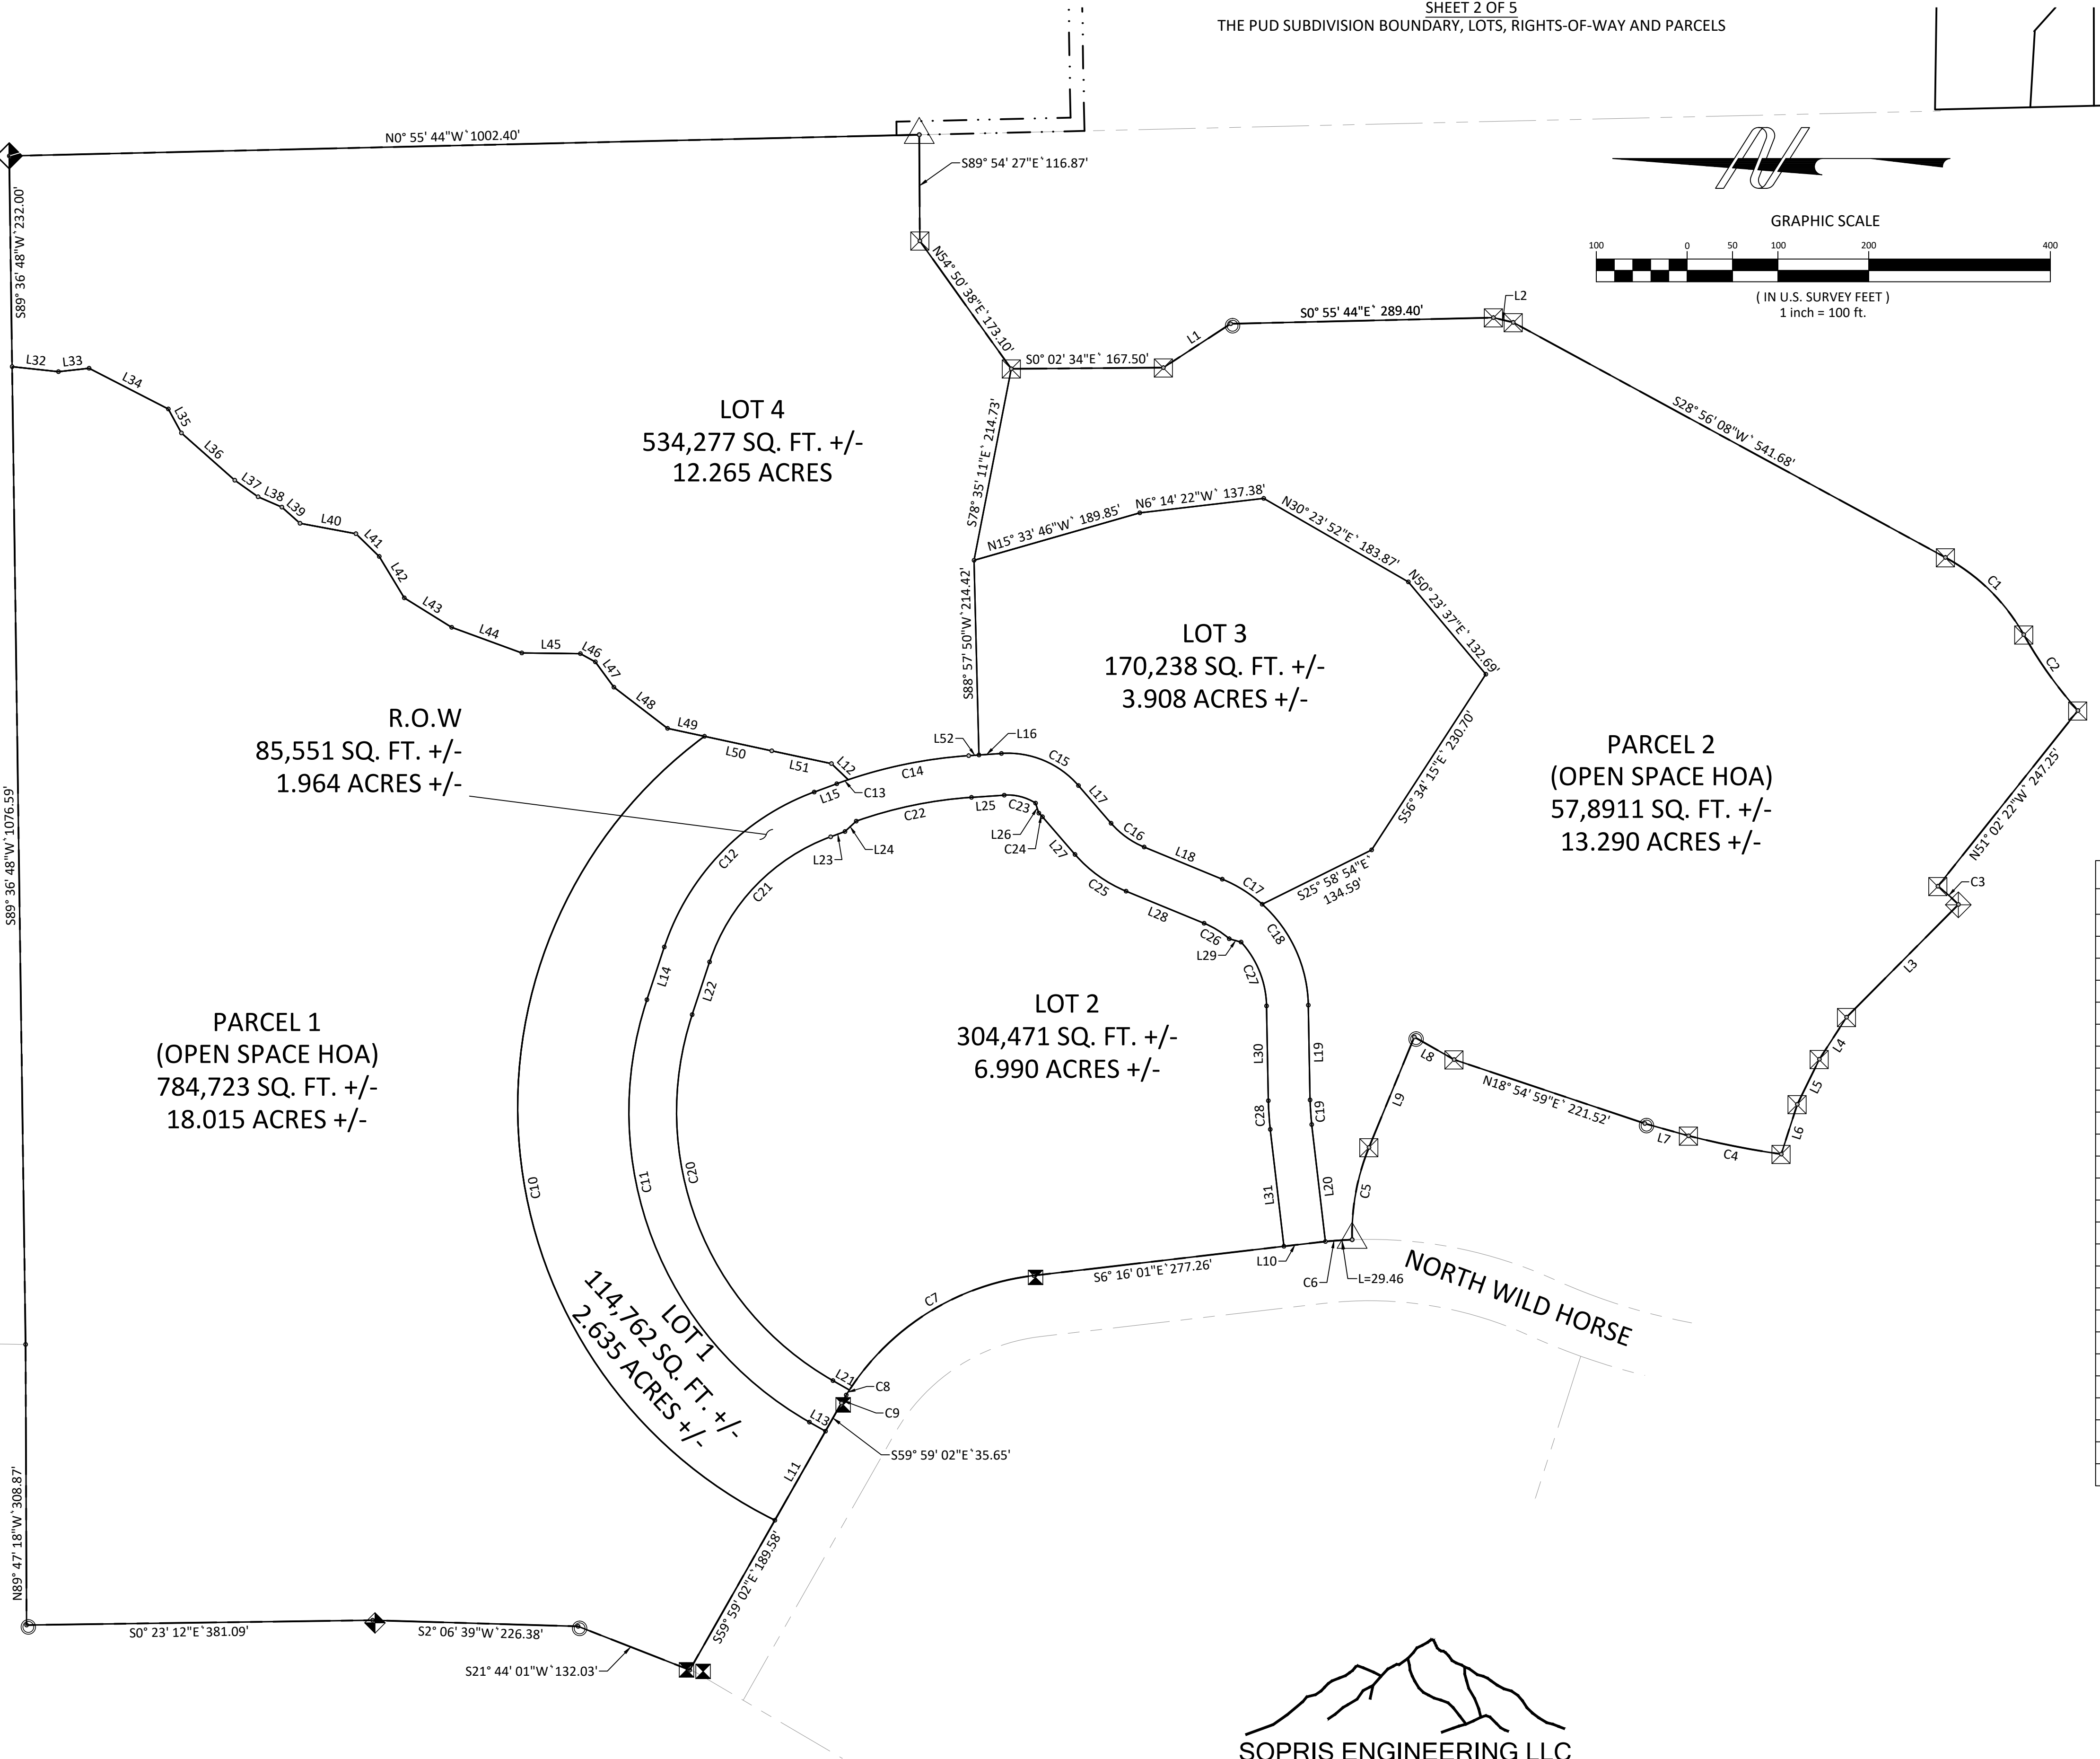 SHEET 2 OF 5
THE PUD SUBDIVISION BOUNDARY, LOTS, RIGHTS-OF-WAY AND PARCELS
N0° 55' 44"W`1002.40'
S89° 54' 27"E`116.87'
GRAPHIC SCALE
100 0 50 100 200 400
( IN U.S. SURVEY FEET )
1 inch = 100 ft.
S89° 36' 48"W`232.00'
N54° 50' 38"E`173.10'
L1
S0° 55' 44"E` 289.40'
L2
S0° 02' 34"E` 167.50'
L32
L33
L34
L35
L36
L37
L38
L39
L40
L41
L42
L43
L44
L45
L46
L47
L48
L49
L50
L51
L12
LOT 4
534,277 SQ. FT. +/-
12.265 ACRES
S78° 35' 11"E` 214.73'
S28° 56' 08"W` 541.68'
N15° 33' 46"W` 189.85'
N6° 14' 22"W` 137.38'
N30° 23' 52"E` 183.87'
N50° 23' 37"E` 132.69'
S88° 57' 50"W`214.42'
C1
C2
LOT 3
170,238 SQ. FT. +/-
3.908 ACRES +/-
R.O.W
85,551 SQ. FT. +/-
1.964 ACRES +/-
PARCEL 2
(OPEN SPACE HOA)
57,8911 SQ. FT. +/-
13.290 ACRES +/-
S56° 34' 15"E` 230.70'
N51° 02' 22"W` 247.25'
L52
L16
C14
C15
C13
L15
L17
C16
L18
C17
C18
S25° 58' 54"E`
134.59'
C3
L25
C23
C22
L26
C24
L23
L24
L27
C25
L28
C26
L29
C27
C12
C21
L14
L22
S89° 36' 48"W`1076.59'
L3
L4
L5
L6
PARCEL 1
(OPEN SPACE HOA)
784,723 SQ. FT. +/-
18.015 ACRES +/-
LOT 2
304,471 SQ. FT. +/-
6.990 ACRES +/-
L30
L19
L8
N18° 54' 59"E` 221.52'
L7
C4
L9
C28
C19
C5
C10
C11
C20
L31
L20
L10
C6
L=29.46
NORTH WILD HORSE
S6° 16' 01"E`277.26'
C7
LOT 1
114,762 SQ. FT. +/-
2.635 ACRES +/-
L21
C8
C9
L13
S59° 59' 02"E`35.65'
L11
N89° 47' 18"W`308.87'
S59° 59' 02"E`189.58'
S0° 23' 12"E`381.09'
S2° 06' 39"W`226.38'
S21° 44' 01"W`132.03'
SOPRIS ENGINEERING LLC